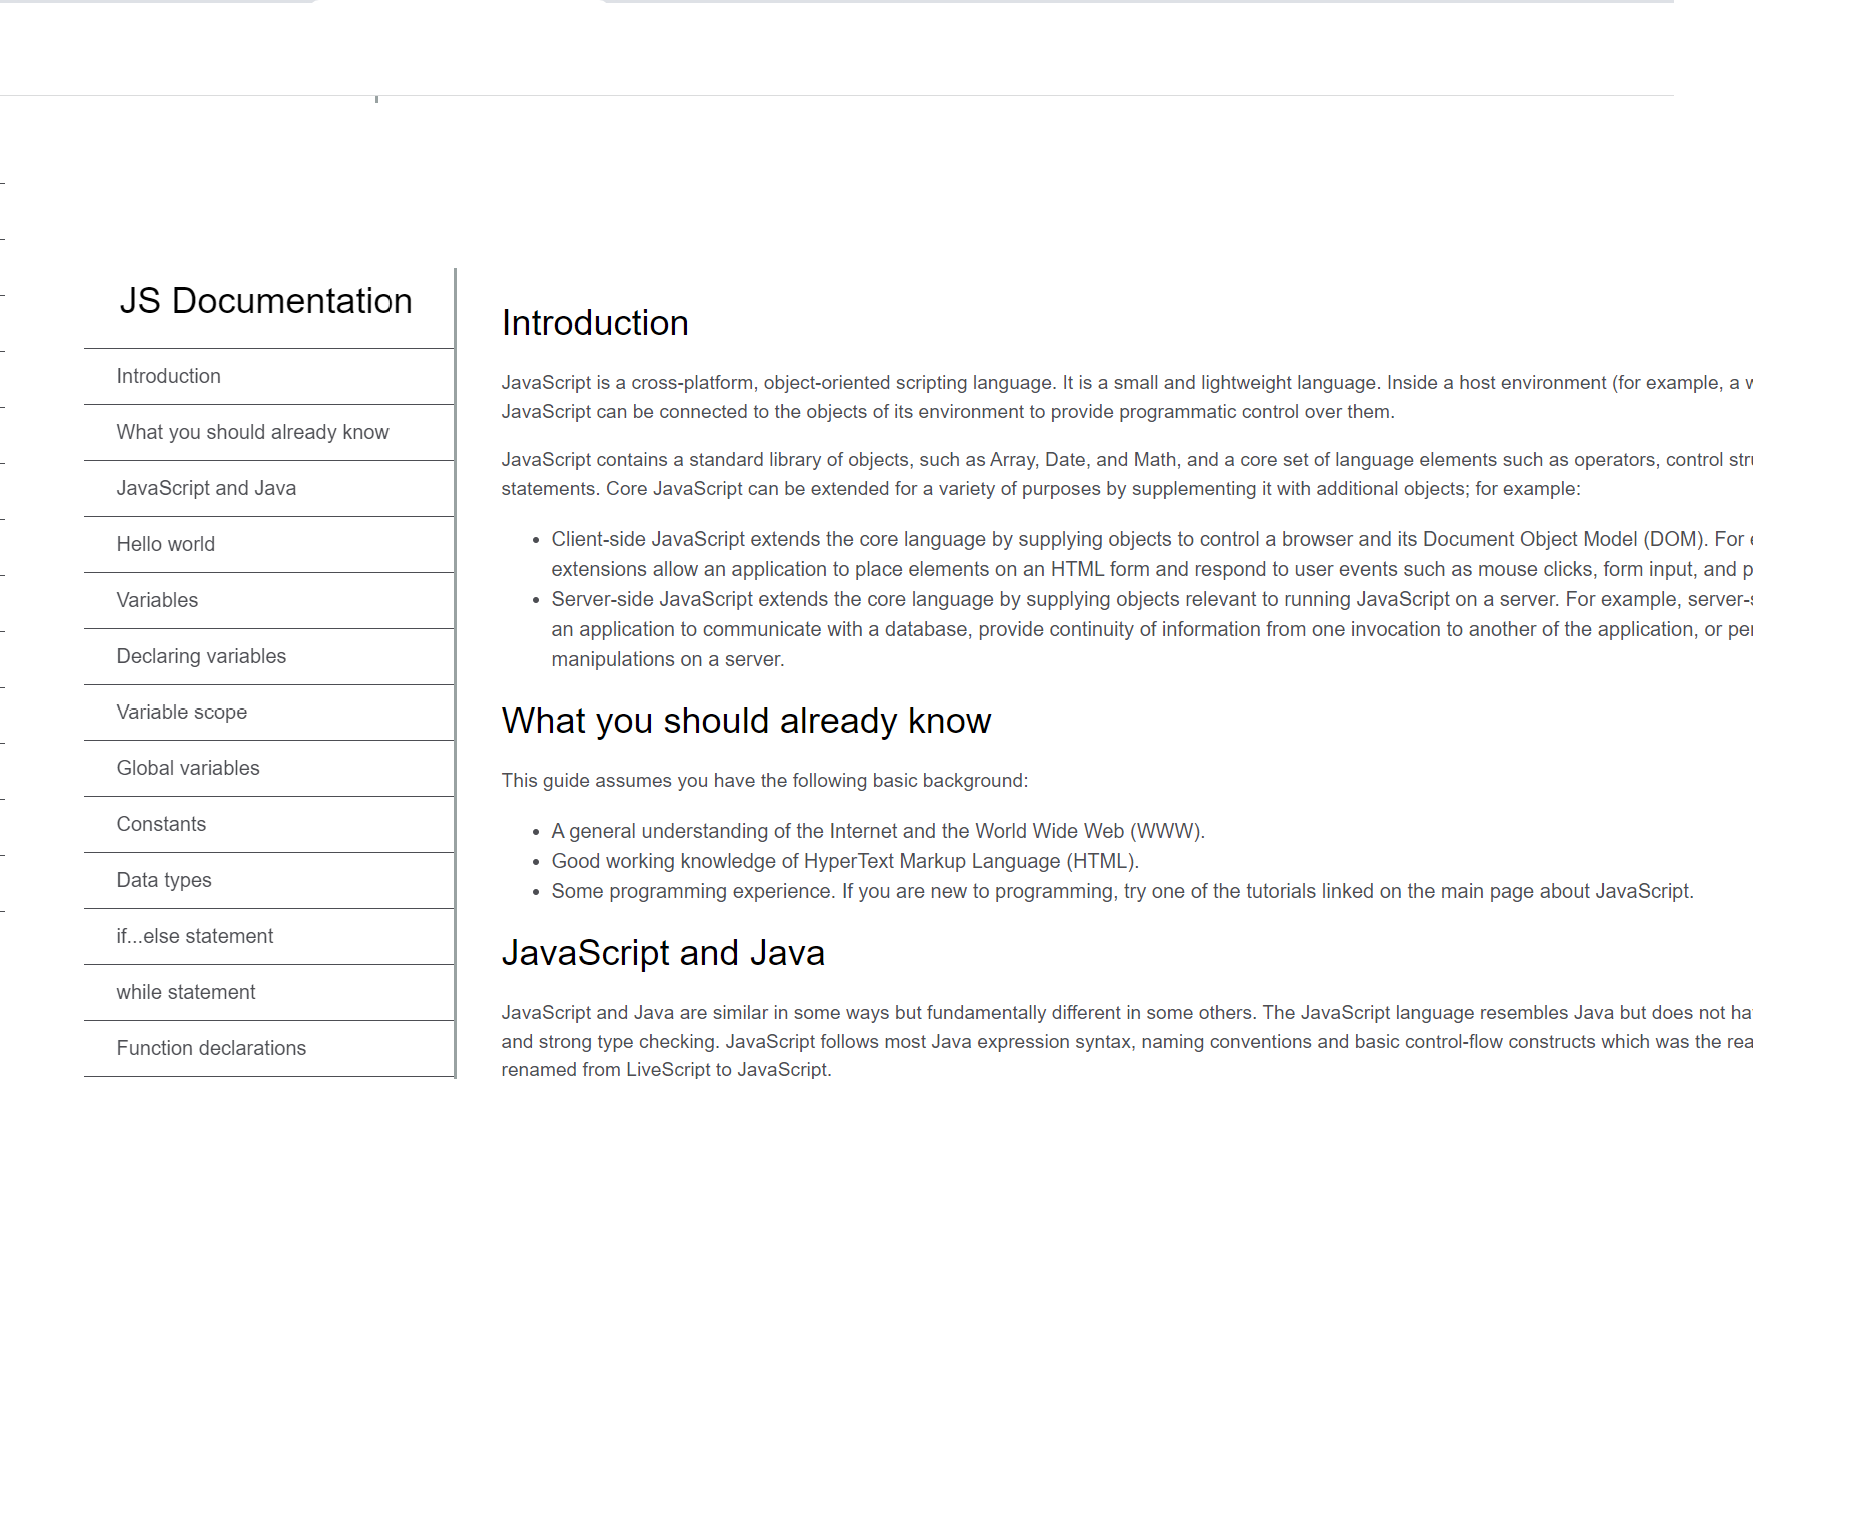 JS Documentation
Introduction
What you should already know
JavaScript and Java
Hello world
Variables
Declaring variables
Variable scope
Global variables
Constants
Data types
if...else statement
while statement
Function declarations
Introduction
JavaScript is a cross-platform, object-oriented scripting language. It is a small and lightweight language. Inside a host environment (for example, a
JavaScript can be connected to the objects of its environment to provide programmatic control over them.
JavaScript contains a standard library of objects, such as Array, Date, and Math, and a core set of language elements such as operators, control
statements. Core JavaScript can be extended for a variety of purposes by supplementing it with additional objects; for example:
• Client-side JavaScript extends the core language by supplying objects to control a browser and its Document Object Model (DOM). For
extensions allow an application to place elements on an HTML form and respond to user events such as mouse clicks, form input, and
• Server-side JavaScript extends the core language by supplying objects relevant to running JavaScript on a server. For example,
an application to communicate with a database, provide continuity of information from one invocation to another of the application, or
manipulations on a server.
What you should already know
This guide assumes you have the following basic background:
• A general understanding of the Internet and the World Wide Web (WWW).
• Good working knowledge of HyperText Markup Language (HTML).
• Some programming experience. If you are new to programming, try one of the tutorials linked on the main page about JavaScript.
JavaScript and Java
JavaScript and Java are similar in some ways but fundamentally different in some others. The JavaScript language resembles Java but does not
and strong type checking. JavaScript follows most Java expression syntax, naming conventions and basic control-flow constructs which was the
renamed from LiveScript to JavaScript.